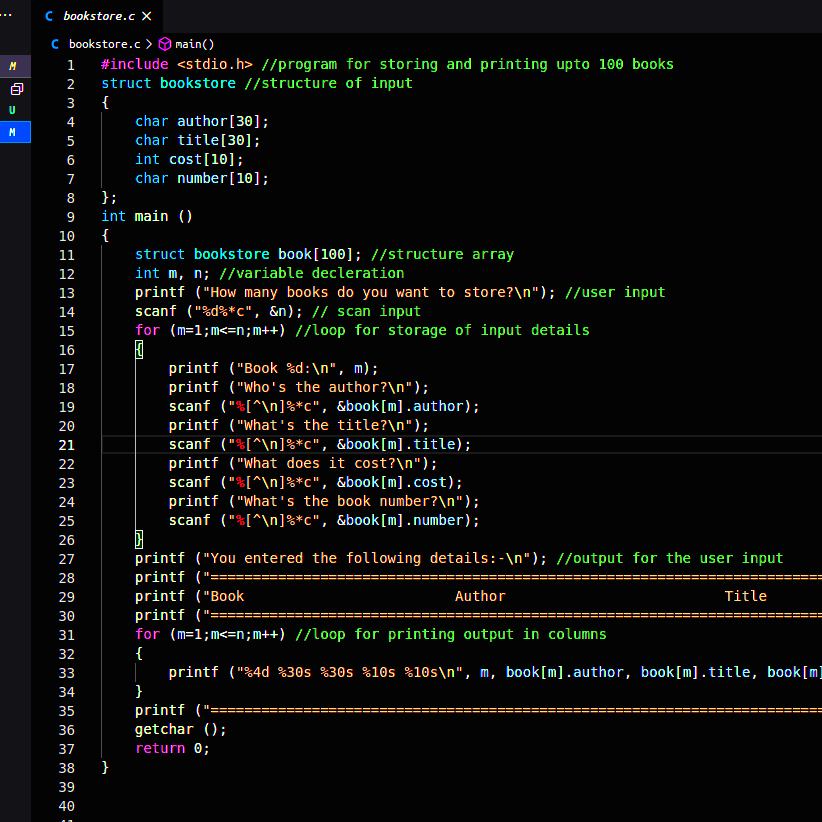 bookstore.c
bookstore.c > main()
M
U
M
1 #include <stdio.h> //program for storing and printing upto 100 books
2 struct bookstore //structure of input
3 {
4 char author[30];
5 char title[30];
6 int cost[10];
7 char number[10];
8 };
9 int main ()
10 {
11 struct bookstore book[100]; //structure array
12 int m, n; //variable decleration
13 printf ("How many books do you want to store?\n"); //user input
14 scanf ("%d%*c", &n); // scan input
15 for (m=1;m<=n;m++) //loop for storage of input details
16 {
17 printf ("Book %d:\n", m);
18 printf ("Who's the author?\n");
19 scanf ("%[^\n]%*c", &book[m].author);
20 printf ("What's the title?\n");
21 scanf ("%[^\n]%*c", &book[m].title);
22 printf ("What does it cost?\n");
23 scanf ("%[^\n]%*c", &book[m].cost);
24 printf ("What's the book number?\n");
25 scanf ("%[^\n]%*c", &book[m].number);
26 }
27 printf ("You entered the following details:-\n"); //output for the user input
28 printf ("=========================================================================
29 printf ("Book Author Title
30 printf ("=========================================================================
31 for (m=1;m<=n;m++) //loop for printing output in columns
32 {
33 printf ("%4d %30s %30s %10s %10s\n", m, book[m].author, book[m].title, book[m]
34 }
35 printf ("=========================================================================
36 getchar ();
37 return 0;
38 }
39
40